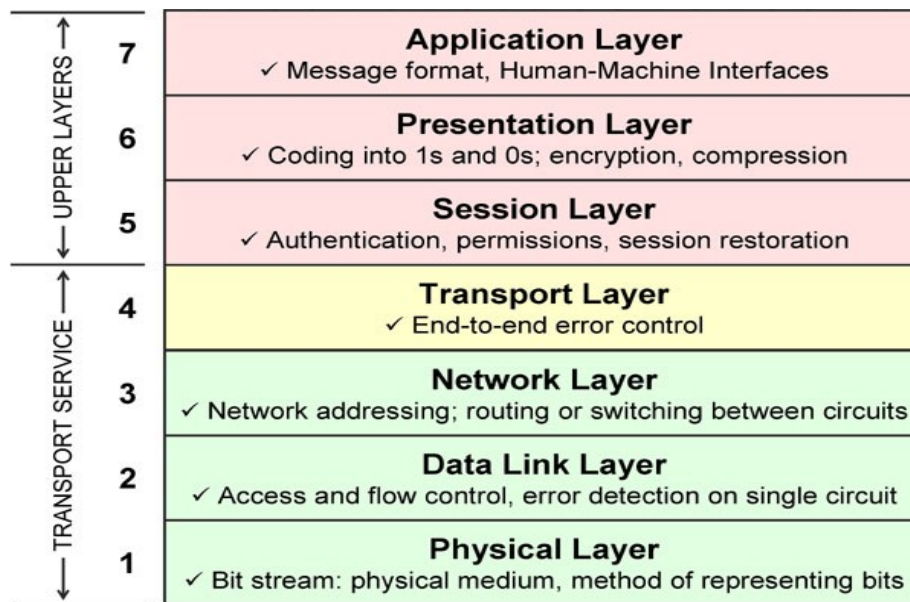 UPPER LAYERS
7
Application Layer
✓ Message format, Human-Machine Interfaces
6
Presentation Layer
✓ Coding into 1s and 0s; encryption, compression
5
Session Layer
✓ Authentication, permissions, session restoration
TRANSPORT SERVICE
4
Transport Layer
✓ End-to-end error control
3
Network Layer
✓ Network addressing; routing or switching between circuits
2
Data Link Layer
✓ Access and flow control, error detection on single circuit
1
Physical Layer
✓ Bit stream: physical medium, method of representing bits